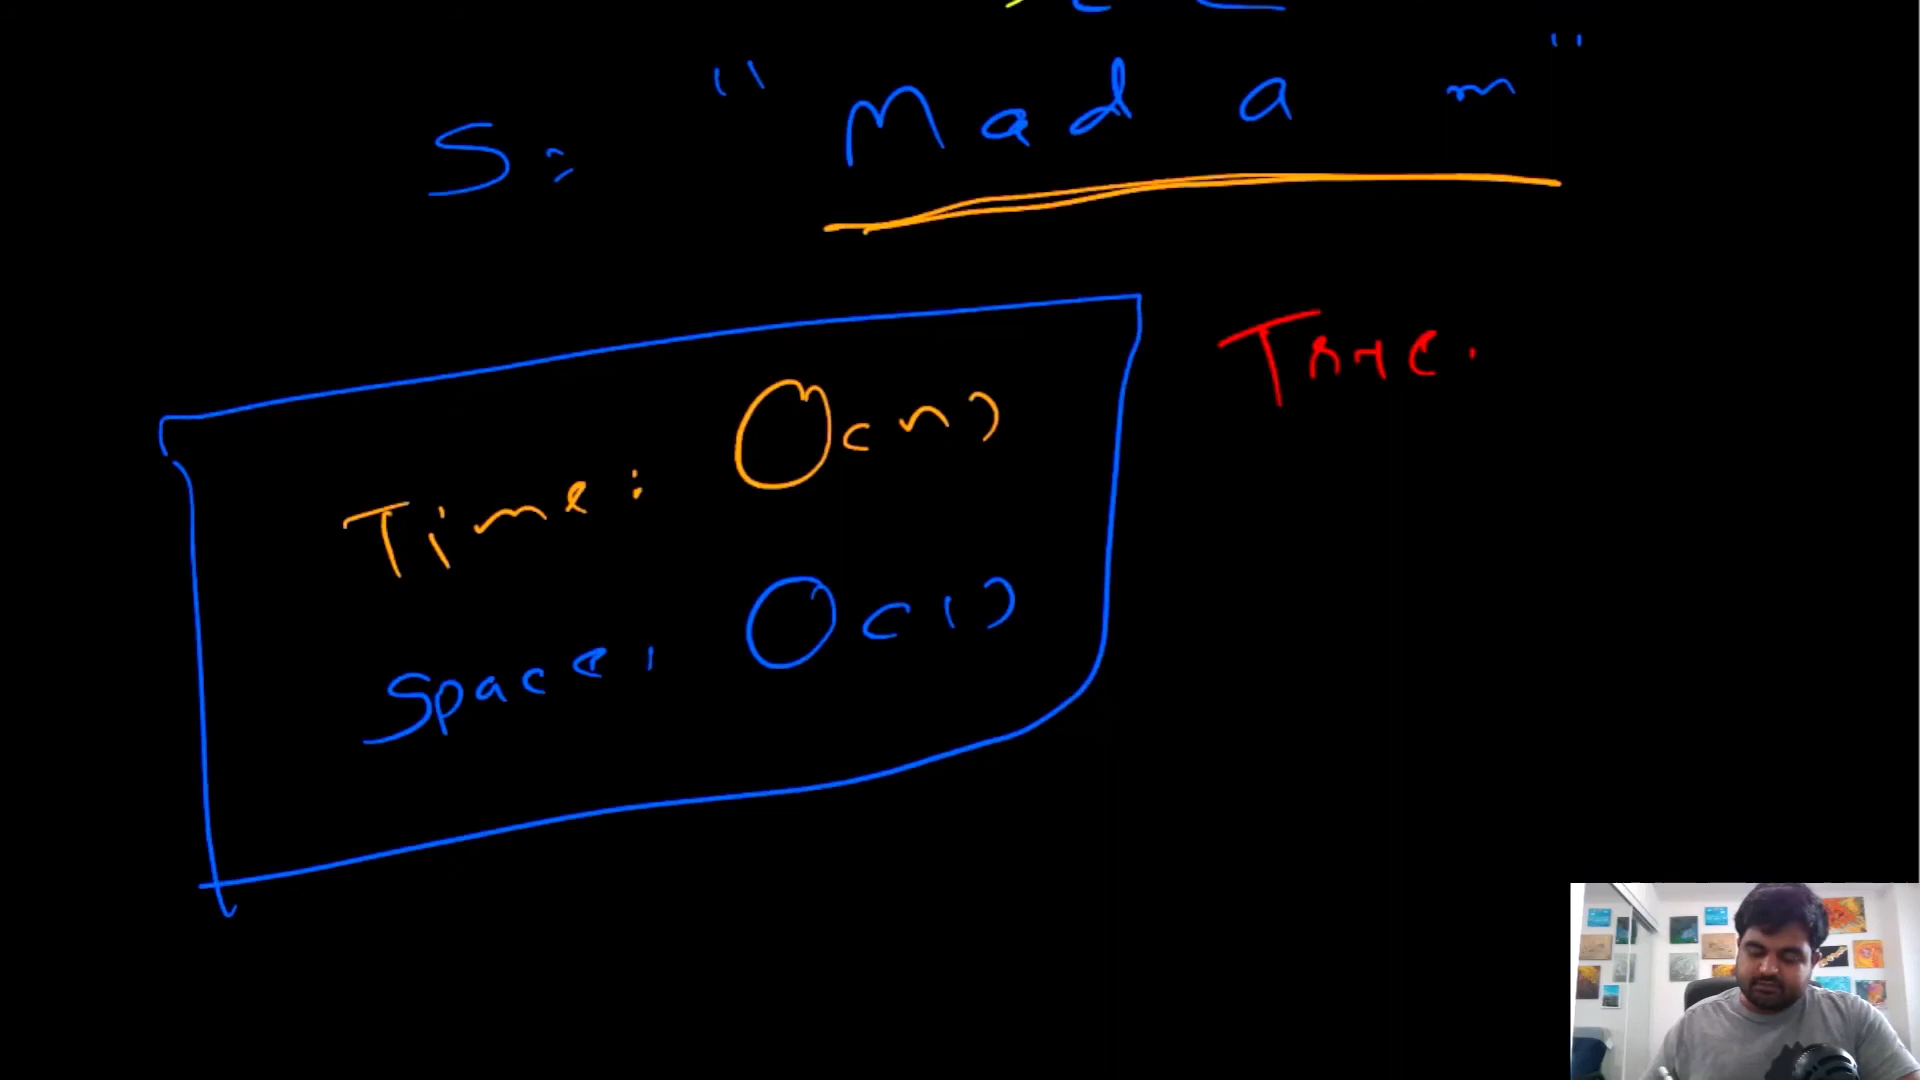 S: "Madam"
True.
Time: O(n)
Space: O(1)